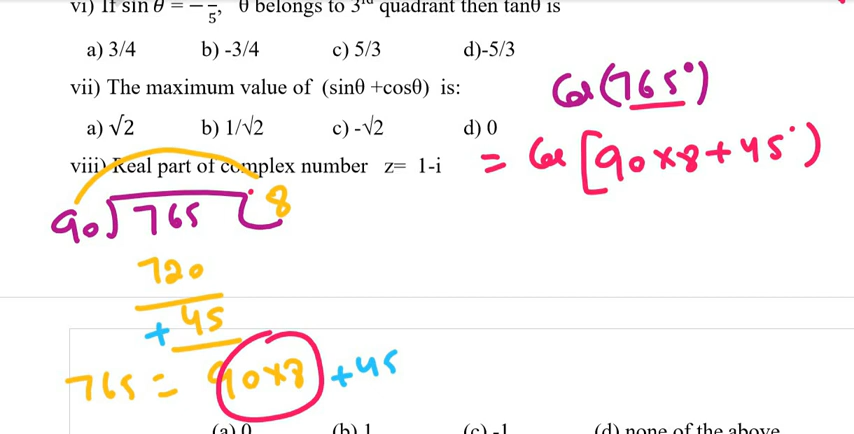 vi) If sin θ = − /5, θ belongs to 3rd quadrant then tanθ is
a) 3/4 b) -3/4 c) 5/3 d)-5/3
vii) The maximum value of (sinθ +cosθ) is:
a) √2 b) 1/√2 c) -√2 d) 0
viii) Real part of complex number z= 1-i
Cos(765°)
= Cos [90×8+45°)
90)765(8
720
+45
765 = 90×8 +45
(a) 0 (b) 1 (c) -1 (d) none of the above